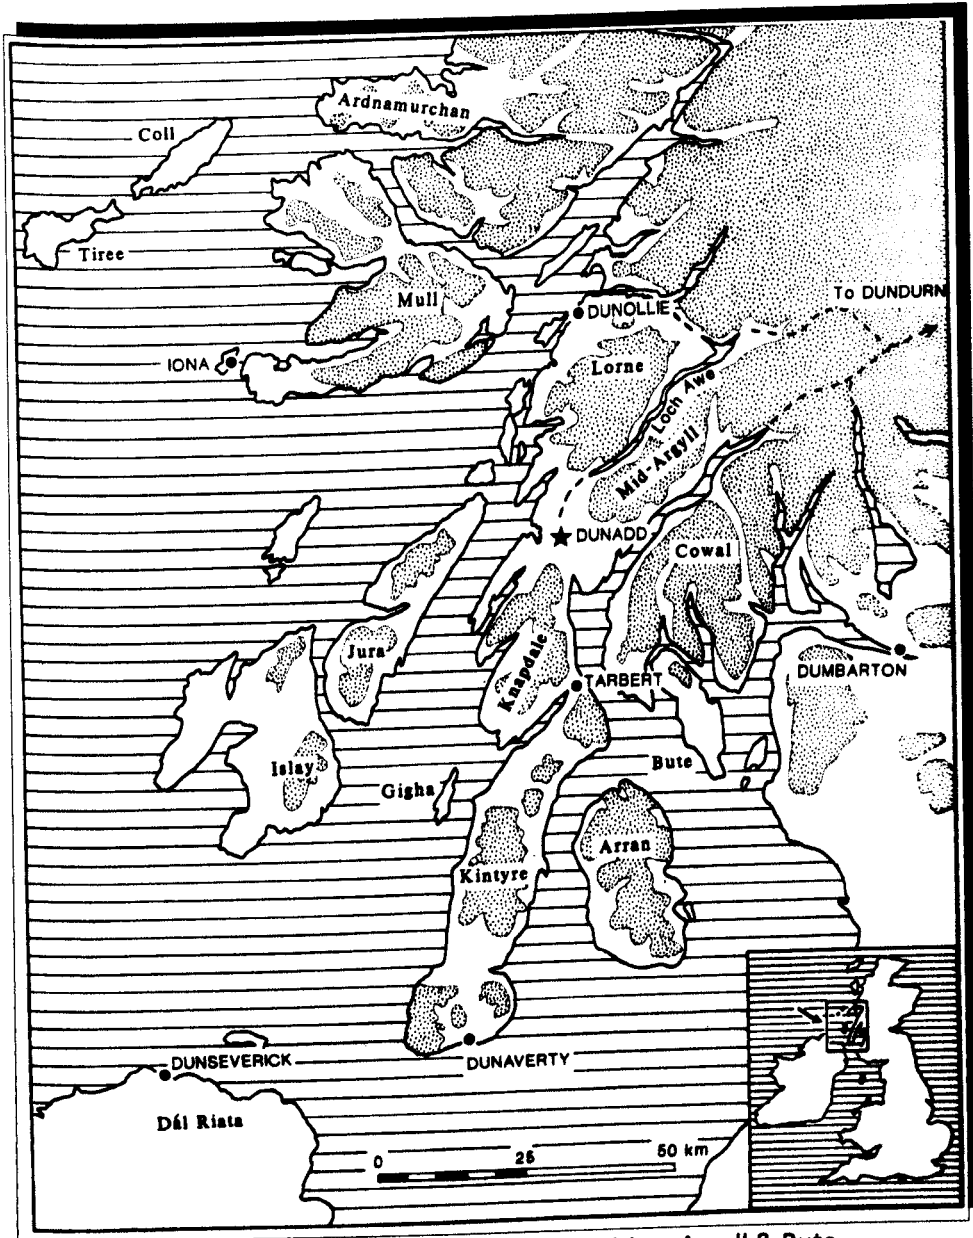 Ardnamurchan
Coll
Tiree
Mull
To DUNDURN
DUNOLLIE
IONA
Lorne
Loch Awe
Mid-Argyll
DUNADD
Cowal
Jura
Knapdale
TARBERT
DUMBARTON
Islay
Gigha
Bute
Arran
Kintyre
DUNSEVERICK
DUNAVERTY
Dál Riata
0 25 50 km